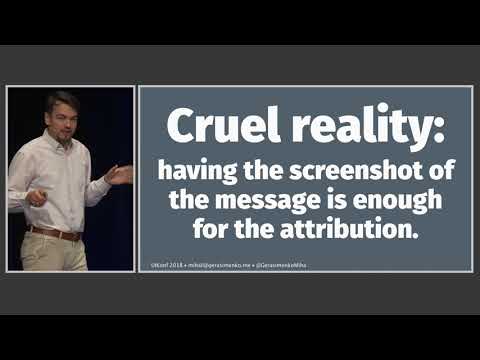 Cruel reality:
having the screenshot of
the message is enough
for the attribution.
UXConf 2018 • mihail@gerasimenko.me • @GerasimenkoMiha